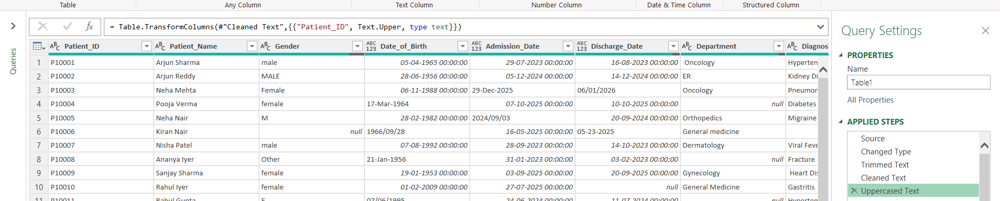 Table Any Column Text Column Number Column Date & Time Column Structured Column
fx = Table.TransformColumns(#"Cleaned Text",{{"Patient_ID", Text.Upper, type text}})
Queries
ABC Patient_ID ABC Patient_Name ABC Gender ABC 123 Date_of_Birth ABC 123 Admission_Date ABC 123 Discharge_Date ABC Department ABC Diagnosi
1 P10001 Arjun Sharma male 05-04-1965 00:00:00 29-07-2023 00:00:00 16-08-2023 00:00:00 Oncology Hyperten
2 P10002 Arjun Reddy MALE 28-06-1956 00:00:00 05-12-2024 00:00:00 14-12-2024 00:00:00 ER Kidney Di
3 P10003 Neha Mehta Female 06-11-1988 00:00:00 29-Dec-2025 06/01/2026 Oncology Pneumon
4 P10004 Pooja Verma female 17-Mar-1964 07-10-2025 00:00:00 10-10-2025 00:00:00 null Diabetes
5 P10005 Neha Nair M 28-02-1982 00:00:00 2024/09/03 20-09-2024 00:00:00 Orthopedics Migraine
6 P10006 Kiran Nair null 1966/09/28 16-05-2025 00:00:00 05-23-2025 General medicine
7 P10007 Nisha Patel male 07-08-1992 00:00:00 28-09-2023 00:00:00 14-10-2023 00:00:00 Dermatology Viral Feve
8 P10008 Ananya Iyer Other 21-Jan-1956 31-01-2023 00:00:00 03-02-2023 00:00:00 null Fracture
9 P10009 Sanjay Sharma female 19-01-1953 00:00:00 03-09-2025 00:00:00 20-09-2025 00:00:00 Gynecology Heart Dis
10 P10010 Rahul Iyer female 01-02-2009 00:00:00 27-07-2025 00:00:00 null General Medicine Gastritis
11 P10011 Rahul Gupta F 07/06/1995 24-06-2024 00:00:00 11-07-2024 00:00:00 null Hyperten
Query Settings
PROPERTIES
Name
Table1
All Properties
APPLIED STEPS
Source
Changed Type
Trimmed Text
Cleaned Text
Uppercased Text